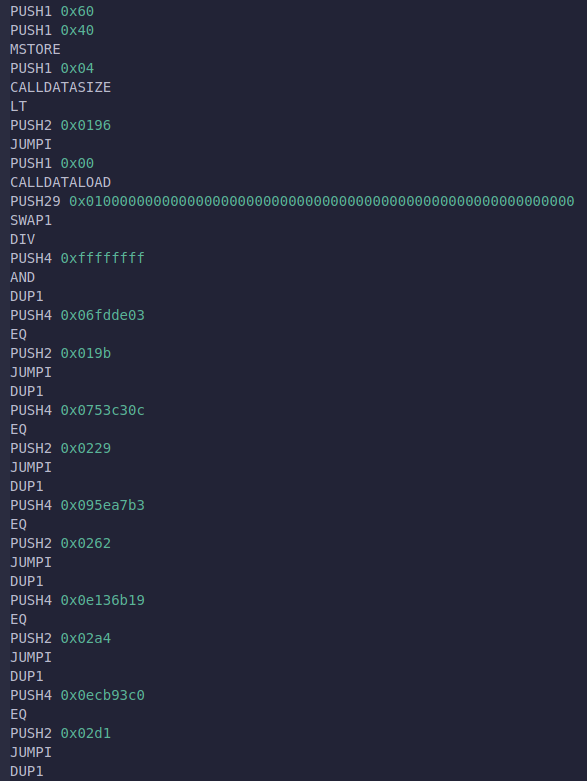 PUSH1 0x60
PUSH1 0x40
MSTORE
PUSH1 0x04
CALLDATASIZE
LT
PUSH2 0x0196
JUMPI
PUSH1 0x00
CALLDATALOAD
PUSH29 0x0100000000000000000000000000000000000000000000000000000000
SWAP1
DIV
PUSH4 0xffffffff
AND
DUP1
PUSH4 0x06fdde03
EQ
PUSH2 0x019b
JUMPI
DUP1
PUSH4 0x0753c30c
EQ
PUSH2 0x0229
JUMPI
DUP1
PUSH4 0x095ea7b3
EQ
PUSH2 0x0262
JUMPI
DUP1
PUSH4 0x0e136b19
EQ
PUSH2 0x02a4
JUMPI
DUP1
PUSH4 0x0ecb93c0
EQ
PUSH2 0x02d1
JUMPI
DUP1